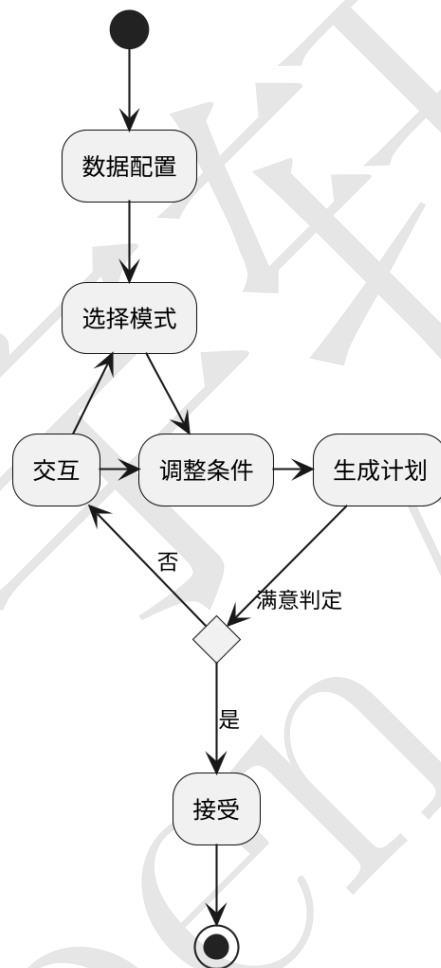 数据配置
选择模式
交互
调整条件
生成计划
否
满意判定
是
接受